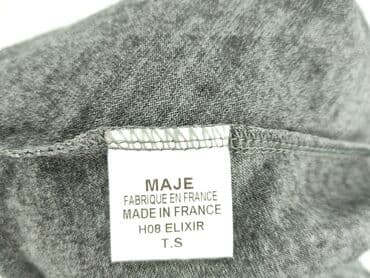 MAJE
FABRIQUE EN FRANCE
MADE IN FRANCE
H08 ELIXIR
T.S